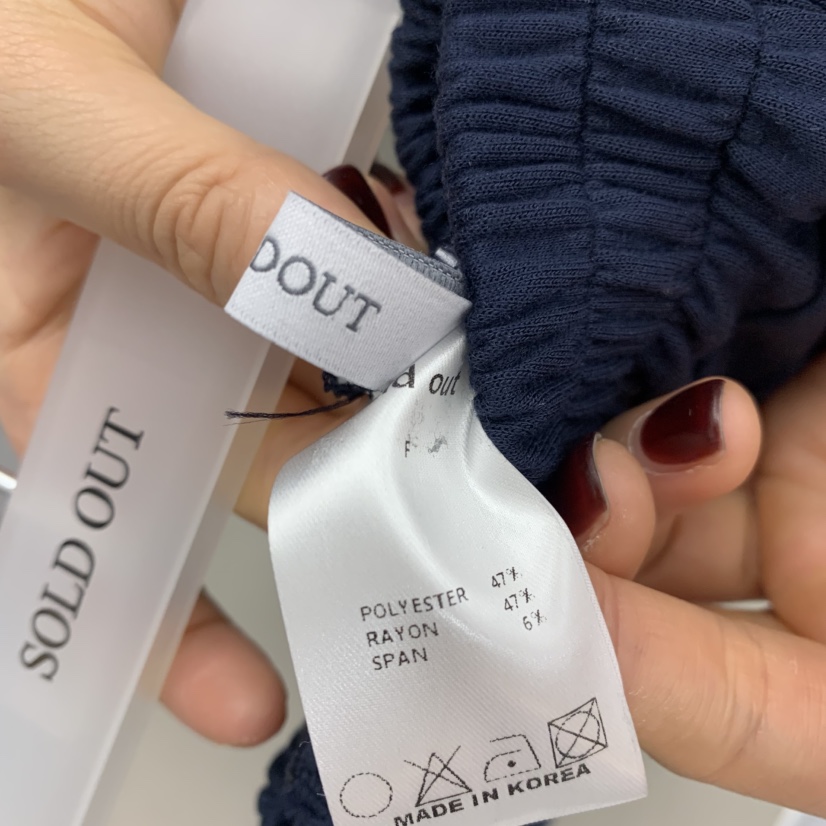 SOLD OUT
DOUT
d out
F
POLYESTER 47%
RAYON 47%
SPAN 6%
MADE IN KOREA